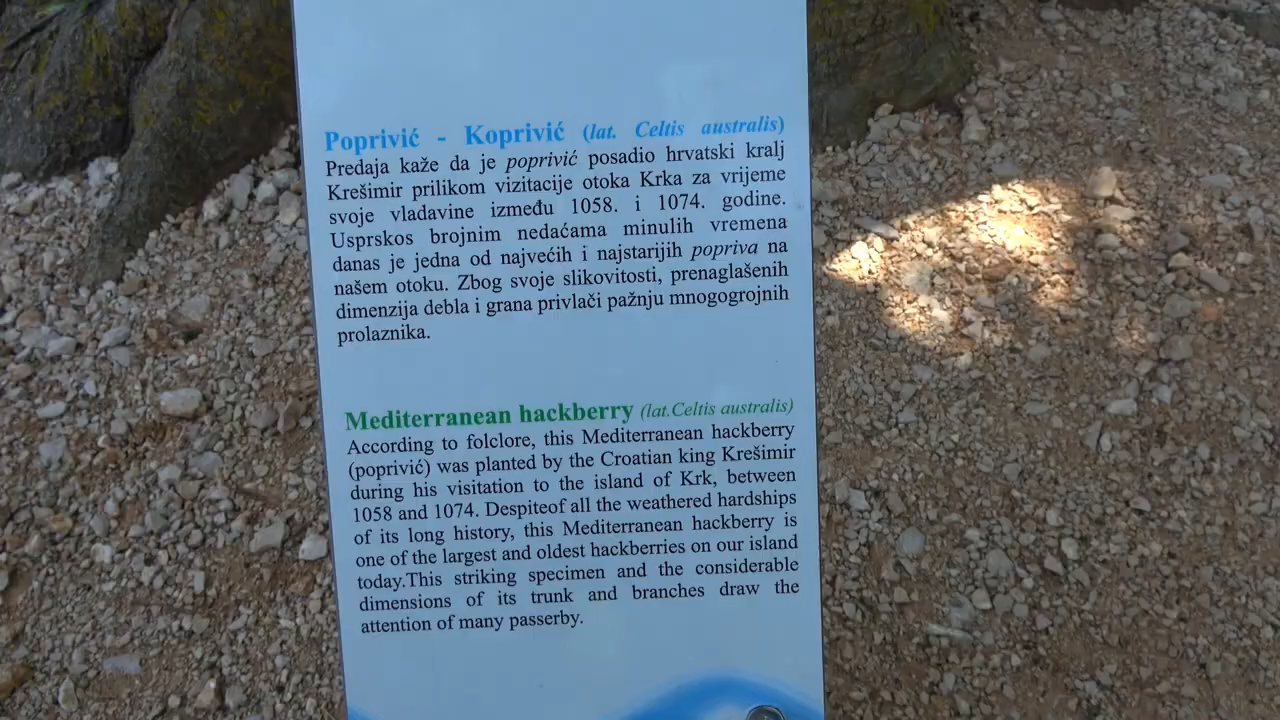 Poprivić - Koprivić (lat. Celtis australis)
Predaja kaže da je poprivić posadio hrvatski kralj
Krešimir prilikom vizitacije otoka Krka za vrijeme
svoje vladavine između 1058. i 1074. godine.
Usprskos brojnim nedaćama minulih vremena
danas je jedna od najvećih i najstarijih popriva na
našem otoku. Zbog svoje slikovitosti, prenaglašenih
dimenzija debla i grana privlači pažnju mnogogrojnih
prolaznika.
Mediterranean hackberry (lat.Celtis australis)
According to folclore, this Mediterranean hackberry
(poprivić) was planted by the Croatian king Krešimir
during his visitation to the island of Krk, between
1058 and 1074. Despiteof all the weathered hardships
of its long history, this Mediterranean hackberry is
one of the largest and oldest hackberries on our island
today.This striking specimen and the considerable
dimensions of its trunk and branches draw the
attention of many passerby.